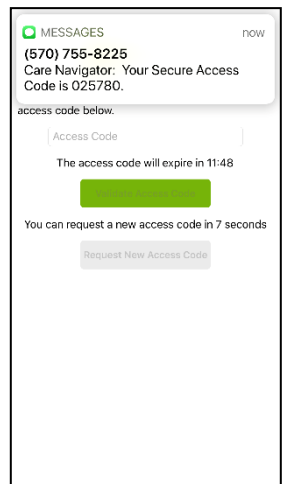 MESSAGES now
(570) 755-8225
Care Navigator: Your Secure Access
Code is 025780.
access code below.
Access Code
The access code will expire in 11:48
Validate Access Code
You can request a new access code in 7 seconds
Request New Access Code